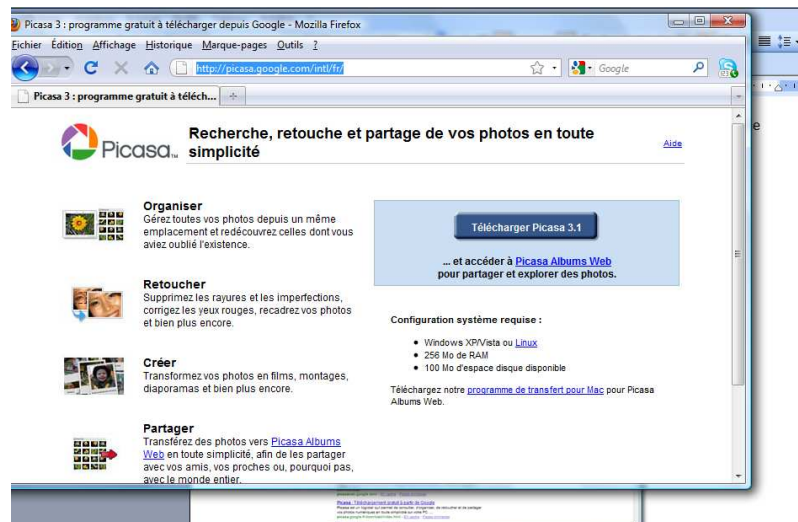 Picasa 3 : programme gratuit à télécharger depuis Google - Mozilla Firefox
Fichier Édition Affichage Historique Marque-pages Outils ?
http://picasa.google.com/intl/fr/
Google
Picasa 3 : programme gratuit à téléch...
Picasa™
Recherche, retouche et partage de vos photos en toute
simplicité
Aide
Organiser
Gérez toutes vos photos depuis un même
emplacement et redécouvrez celles dont vous
aviez oublié l'existence.
Retoucher
Supprimez les rayures et les imperfections,
corrigez les yeux rouges, recadrez vos photos
et bien plus encore.
Créer
Transformez vos photos en films, montages,
diaporamas et bien plus encore.
Partager
Transférez des photos vers Picasa Albums
Web en toute simplicité, afin de les partager
avec vos amis, vos proches ou, pourquoi pas,
avec le monde entier.
Télécharger Picasa 3.1
... et accéder à Picasa Albums Web
pour partager et explorer des photos.
Configuration système requise :
Windows XP/Vista ou Linux
256 Mo de RAM
100 Mo d'espace disque disponible
Téléchargez notre programme de transfert pour Mac pour Picasa
Albums Web.
e
Picasa : Téléchargement gratuit à partir de Google